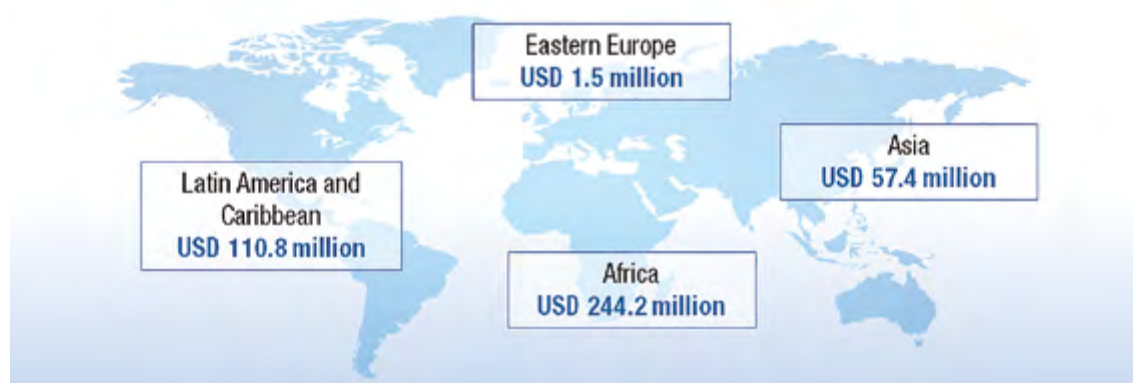 Eastern Europe
USD 1.5 million
Asia
USD 57.4 million
Latin America and
Caribbean
USD 110.8 million
Africa
USD 244.2 million